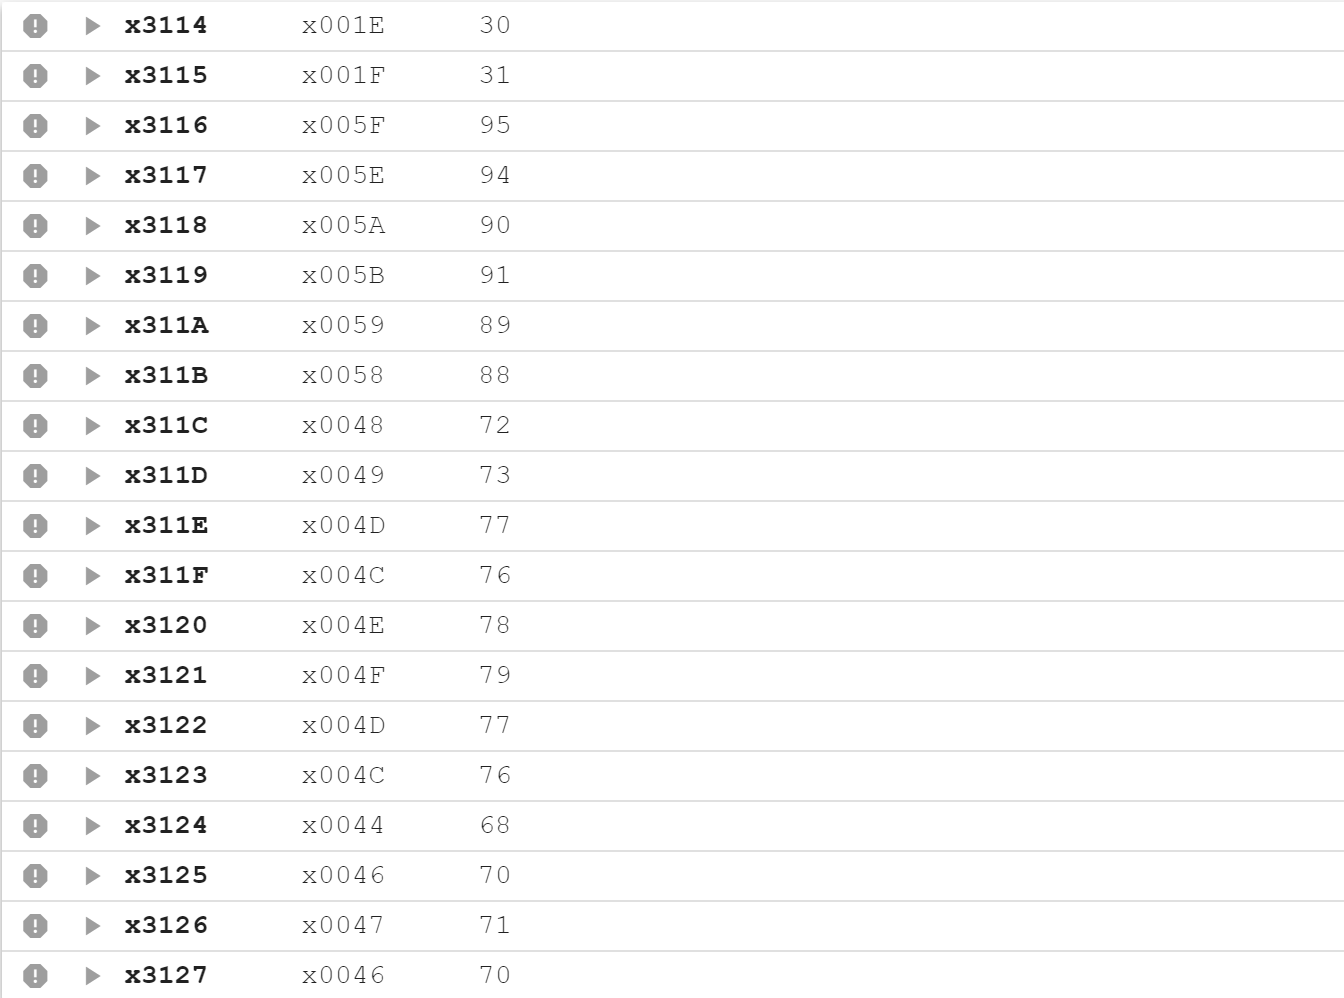 x3114 x001E 30
x3115 x001F 31
x3116 x005F 95
x3117 x005E 94
x3118 x005A 90
x3119 x005B 91
x311A x0059 89
x311B x0058 88
x311C x0048 72
x311D x0049 73
x311E x004D 77
x311F x004C 76
x3120 x004E 78
x3121 x004F 79
x3122 x004D 77
x3123 x004C 76
x3124 x0044 68
x3125 x0046 70
x3126 x0047 71
x3127 x0046 70